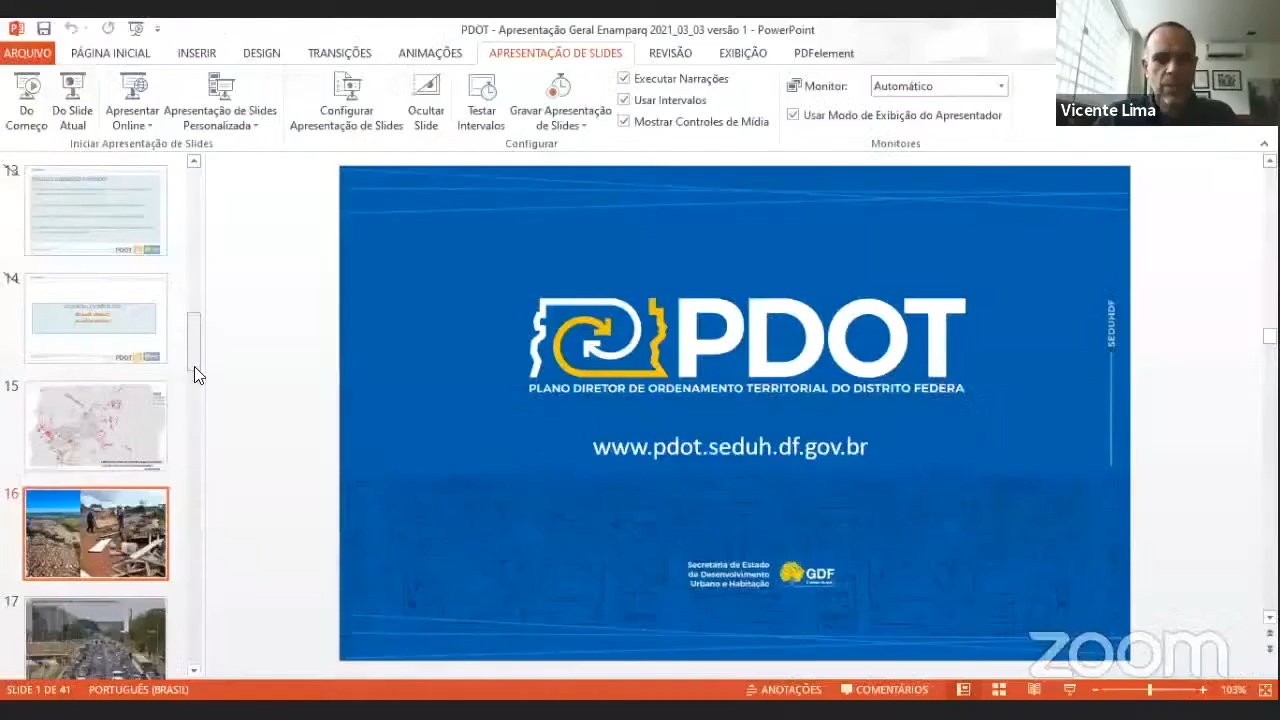 PDOT - Apresentação Geral Enamparq 2021_03_03 versão 1 - PowerPoint
ARQUIVO PÁGINA INICIAL INSERIR DESIGN TRANSIÇÕES ANIMAÇÕES APRESENTAÇÃO DE SLIDES REVISÃO EXIBIÇÃO PDFelement
Do Começo
Do Slide Atual
Apresentar Online
Apresentação de Slides Personalizada
Configurar Apresentação de Slides
Ocultar Slide
Testar Intervalos
Gravar Apresentação de Slides
Executar Narrações
Usar Intervalos
Mostrar Controles de Mídia
Monitor: Automático
Usar Modo de Exibição do Apresentador
Iniciar Apresentação de Slides
Configurar
Monitores
Vicente Lima
13
PDOT
14
PDOT
15
16
17
PDOT
PLANO DIRETOR DE ORDENAMENTO TERRITORIAL DO DISTRITO FEDERA
www.pdot.seduh.df.gov.br
SEDUHDF
Secretaria de Estado
de Desenvolvimento
Urbano e Habitação
GDF
zoom
SLIDE 1 DE 41 PORTUGUÊS (BRASIL) ANOTAÇÕES COMENTÁRIOS 103%